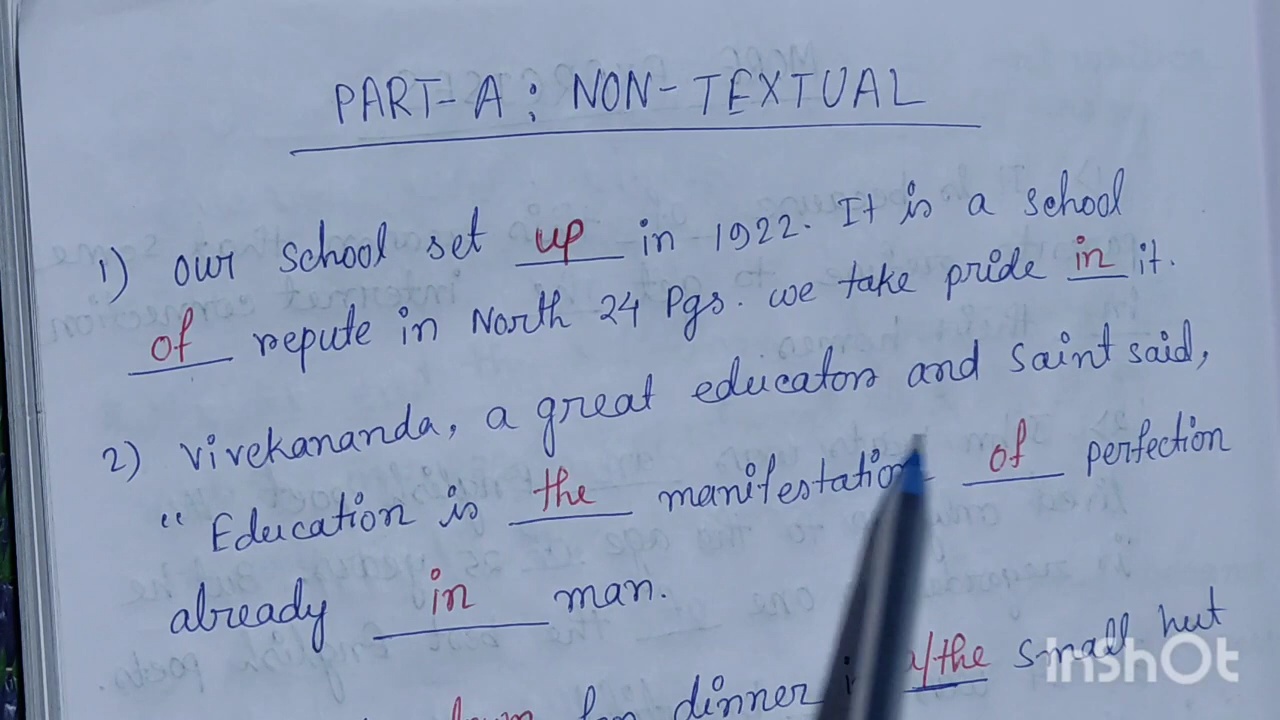 PART-A: NON-TEXTUAL
1) our school set up in 1922. It is a school
of repute in North 24 Pgs. we take pride in it.
2) Vivekananda, a great educator and saint said,
"Education is the manifestation of perfection
already in man.
for dinner a/the small hut
InShOt